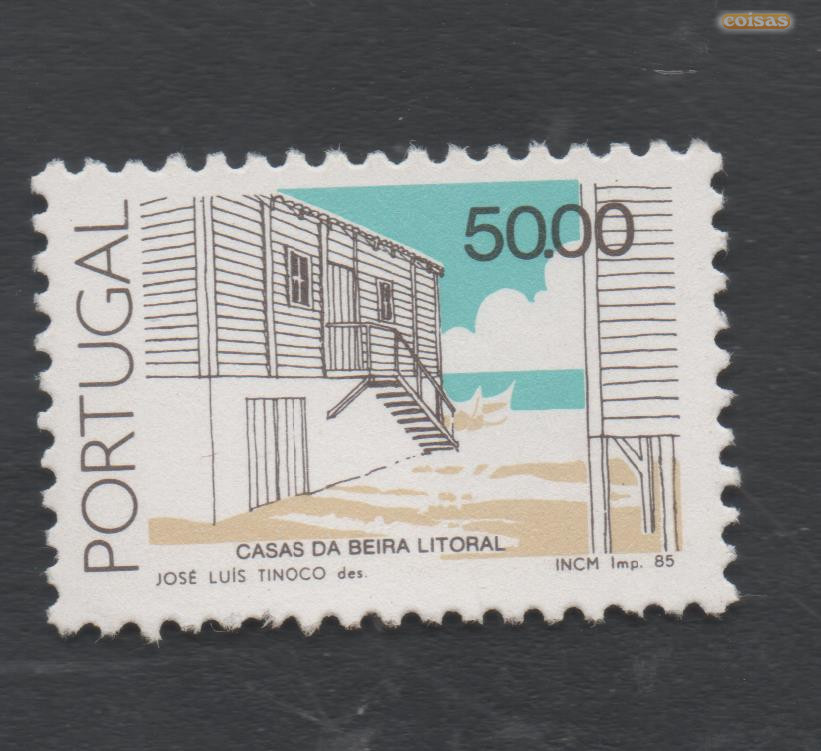 coisas
50.00
PORTUGAL
CASAS DA BEIRA LITORAL
JOSÉ LUÍS TINOCO des.
INCM Imp. 85